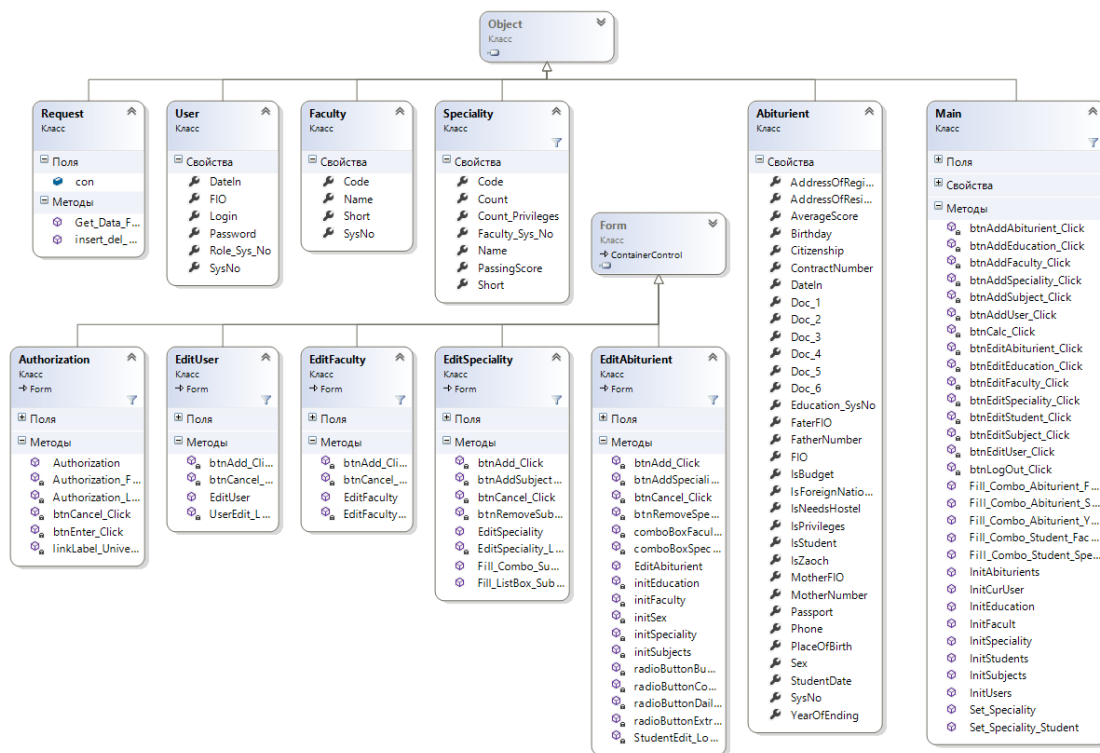 Object
Класс
Request
Класс
Поля
con
Методы
Get_Data_F...
insert_del_...
User
Класс
Свойства
DateIn
FIO
Login
Password
Role_Sys_No
SysNo
Faculty
Класс
Свойства
Code
Name
Short
SysNo
Speciality
Класс
Свойства
Code
Count
Count_Privileges
Faculty_Sys_No
Name
PassingScore
Short
Form
Класс
ContainerControl
Abiturient
Класс
Свойства
AddressOfRegi...
AddressOfResi...
AverageScore
Birthday
Citizenship
ContractNumber
DateIn
Doc_1
Doc_2
Doc_3
Doc_4
Doc_5
Doc_6
Education_SysNo
FaterFIO
FatherNumber
FIO
IsBudget
IsForeignNatio...
IsNeedsHostel
IsPrivileges
IsStudent
IsZaoch
MotherFIO
MotherNumber
Passport
Phone
PlaceOfBirth
Sex
StudentDate
SysNo
YearOfEnding
Main
Класс
Поля
Свойства
Методы
btnAddAbiturient_Click
btnAddEducation_Click
btnAddFaculty_Click
btnAddSpeciality_Click
btnAddSubject_Click
btnAddUser_Click
btnCalc_Click
btnEditAbiturient_Click
btnEditEducation_Click
btnEditFaculty_Click
btnEditSpeciality_Click
btnEditStudent_Click
btnEditSubject_Click
btnEditUser_Click
btnLogOut_Click
Fill_Combo_Abiturient_F...
Fill_Combo_Abiturient_S...
Fill_Combo_Abiturient_Y...
Fill_Combo_Student_Fac...
Fill_Combo_Student_Spe...
InitAbiturients
InitCurUser
InitEducation
InitFacult
InitSpeciality
InitStudents
InitSubjects
InitUsers
Set_Speciality
Set_Speciality_Student
Authorization
Класс
Form
Поля
Методы
Authorization
Authorization_F...
Authorization_L...
btnCancel_Click
btnEnter_Click
linkLabel_Unive...
EditUser
Класс
Form
Поля
Методы
btnAdd_Cli...
btnCancel_...
EditUser
UserEdit_L...
EditFaculty
Класс
Form
Поля
Методы
btnAdd_Cli...
btnCancel_...
EditFaculty
EditFaculty...
EditSpeciality
Класс
Form
Поля
Методы
btnAdd_Click
btnAddSubject...
btnCancel_Click
btnRemoveSub...
EditSpeciality
EditSpeciality_L...
Fill_Combo_Su...
Fill_ListBox_Sub...
EditAbiturient
Класс
Form
Поля
Методы
btnAdd_Click
btnAddSpeciali...
btnCancel_Click
btnRemoveSpe...
comboBoxFacul...
comboBoxSpec...
EditAbiturient
initEducation
initFaculty
initSex
initSpeciality
initSubjects
radioButtonBu...
radioButtonCo...
radioButtonDail...
radioButtonExtr...
StudentEdit_Lo...